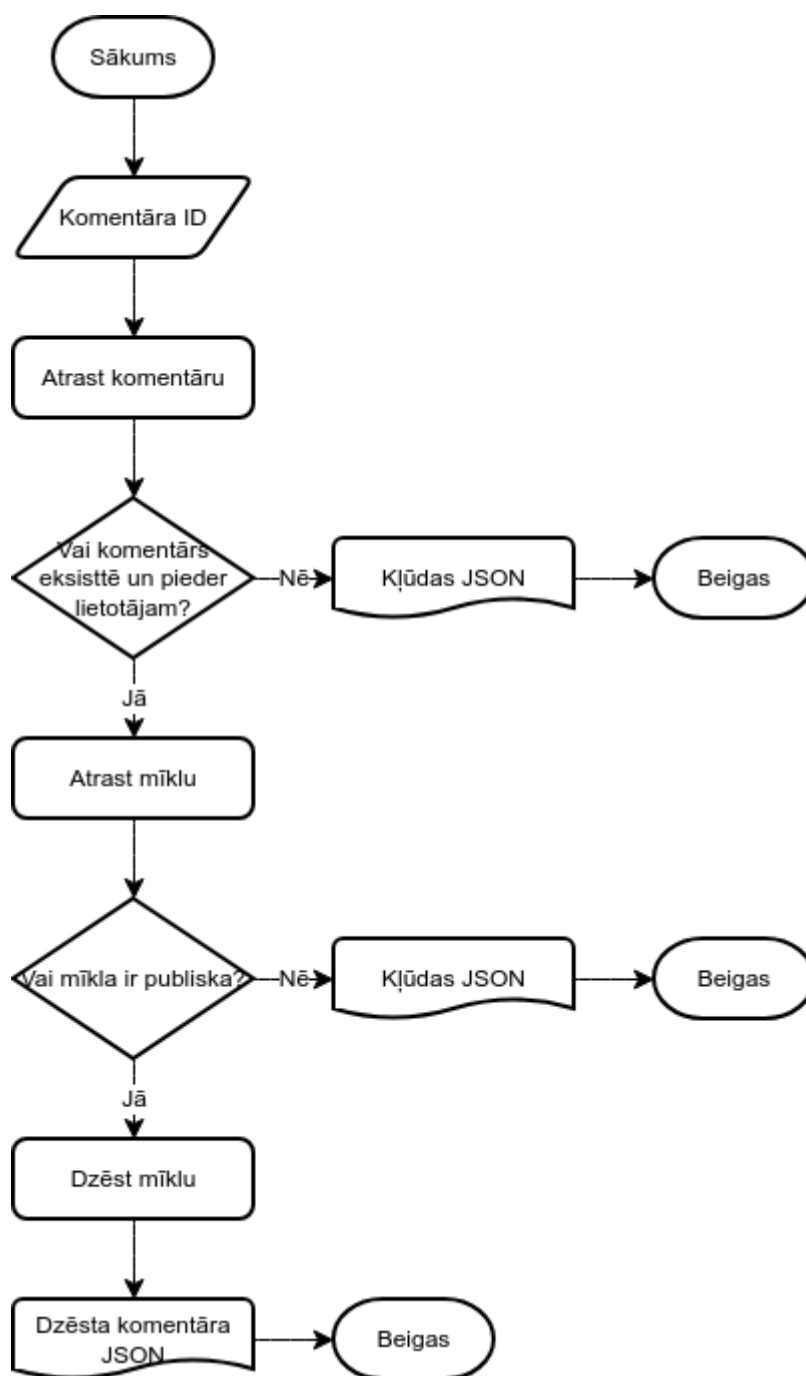 Sākums
Komentāra ID
Atrast komentāru
Vai komentārs
eksisttē un pieder
lietotājam?
Nē
Kļūdas JSON
Beigas
Jā
Atrast mīklu
Vai mīkla ir publiska?
Nē
Kļūdas JSON
Beigas
Jā
Dzēst mīklu
Dzēsta komentāra
JSON
Beigas